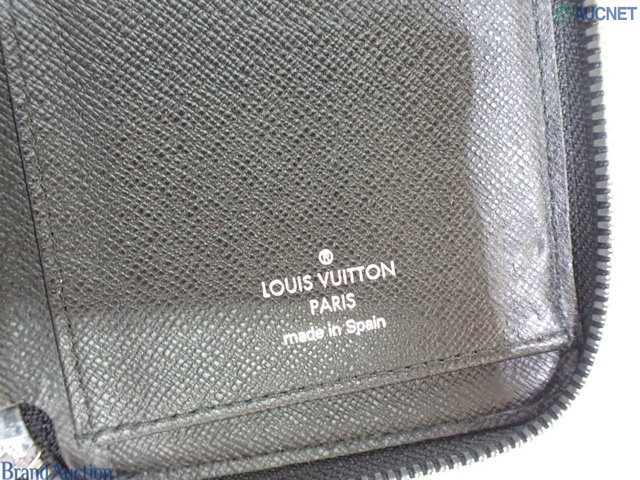 AUCNET
®
LOUIS VUITTON
PARIS
made in Spain
Brand Auction